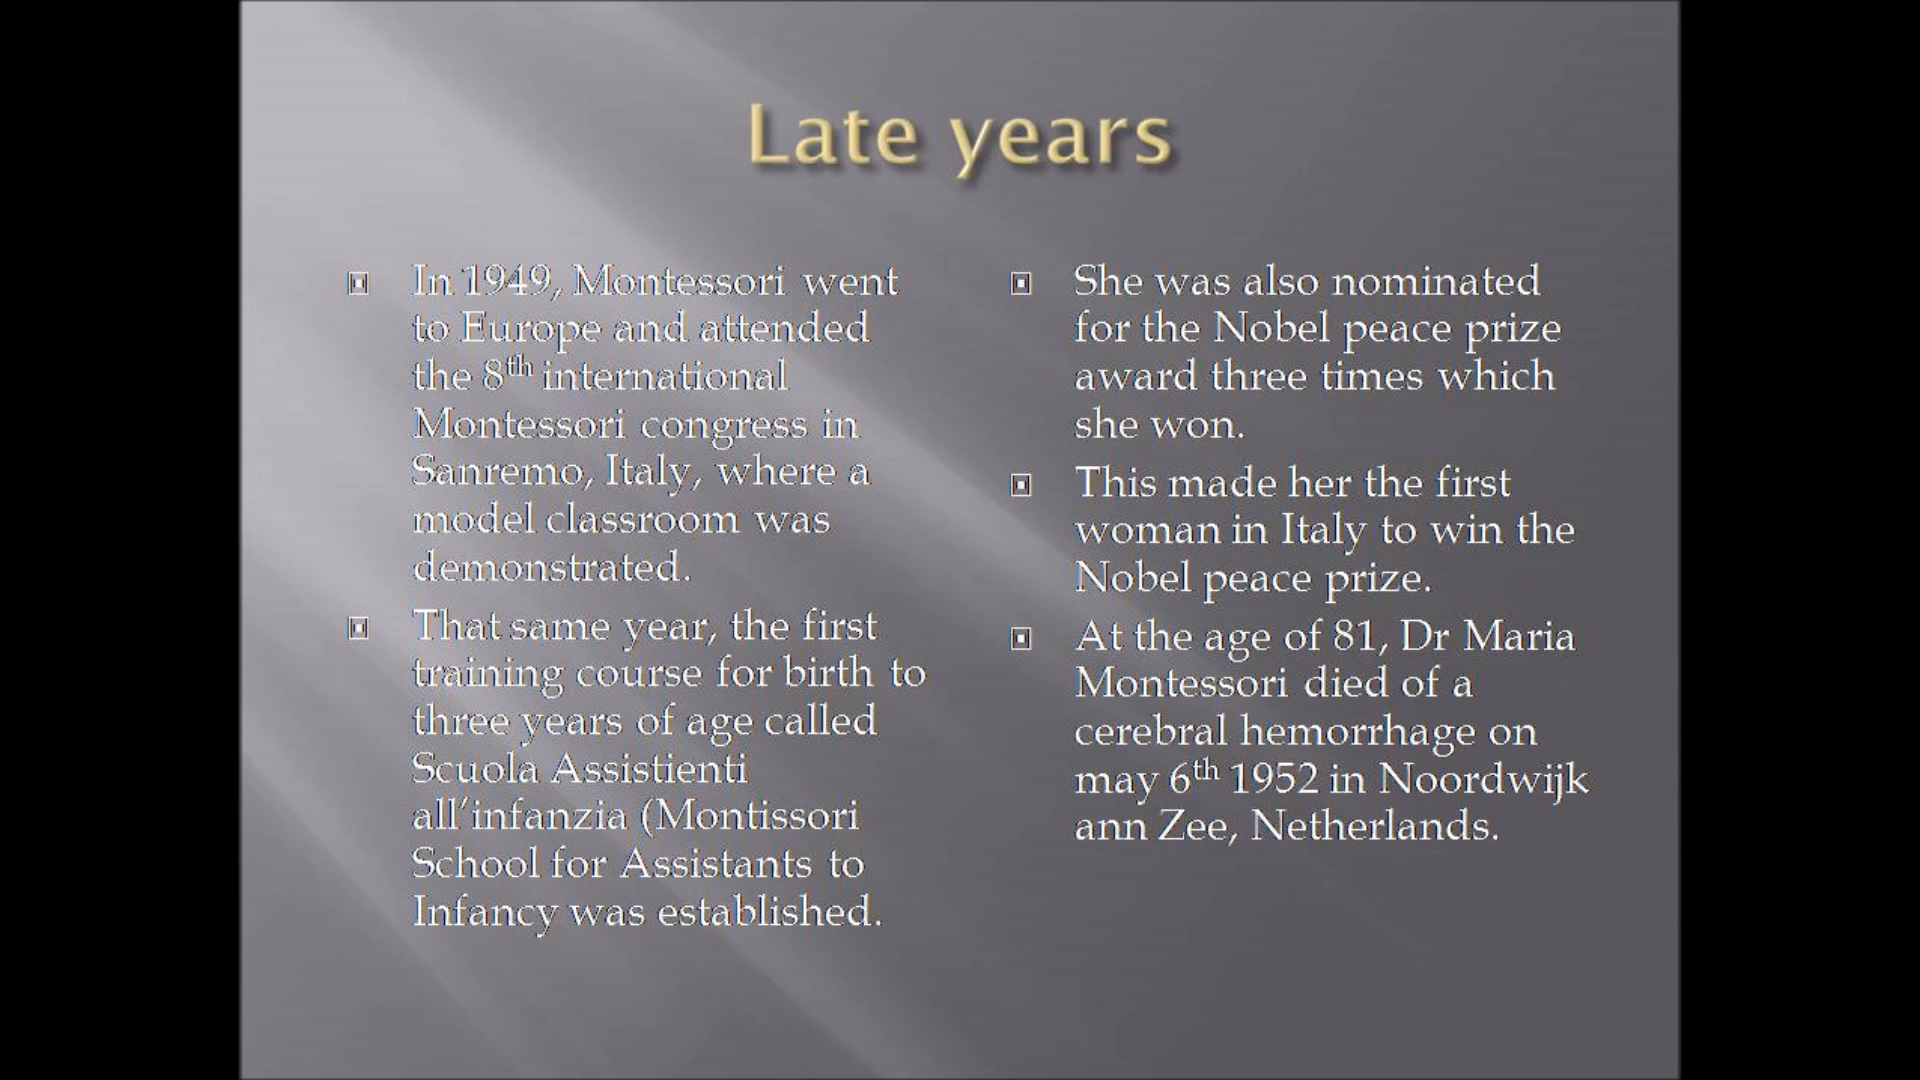 Late years
In 1949, Montessori went
to Europe and attended
the 8th international
Montessori congress in
Sanremo, Italy, where a
model classroom was
demonstrated.
That same year, the first
training course for birth to
three years of age called
Scuola Assistienti
all'infanzia (Montissori
School for Assistants to
Infancy was established.
She was also nominated
for the Nobel peace prize
award three times which
she won.
This made her the first
woman in Italy to win the
Nobel peace prize.
At the age of 81, Dr Maria
Montessori died of a
cerebral hemorrhage on
may 6th 1952 in Noordwijk
ann Zee, Netherlands.